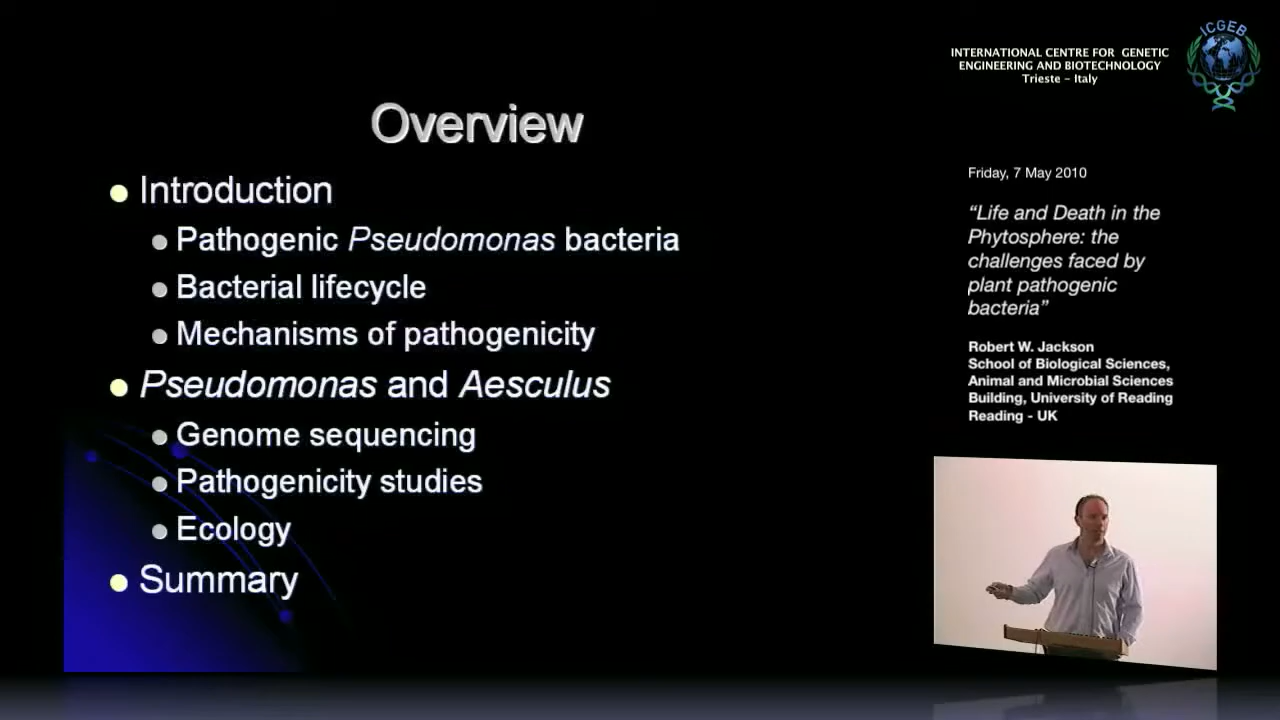 Overview
Introduction
Pathogenic Pseudomonas bacteria
Bacterial lifecycle
Mechanisms of pathogenicity
Pseudomonas and Aesculus
Genome sequencing
Pathogenicity studies
Ecology
Summary
INTERNATIONAL CENTRE FOR GENETIC
ENGINEERING AND BIOTECHNOLOGY
Trieste – Italy
ICGEB
Friday, 7 May 2010
“Life and Death in the
Phytosphere: the
challenges faced by
plant pathogenic
bacteria”
Robert W. Jackson
School of Biological Sciences,
Animal and Microbial Sciences
Building, University of Reading
Reading - UK